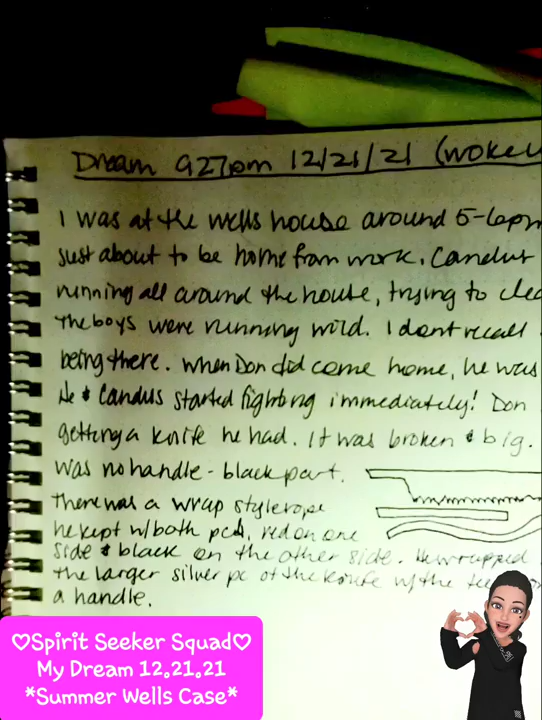 Dream 927pm 12/21/21 (woke u
I was at the wells house around 5-6pm
just about to be home from work. Candus
running all around the house, trying to clea
the boys were running wild. I dont recall
being there. when Don did come home, he was
He & Candus started fighting immediately! Don
getting a knife he had. It was broken & big.
was no handle - black part.
There was a wrap style rope
he kept w/both pcs, red on one
side & black on the other side. He wrapped
the larger silver pc of the knife w/the
a handle.
♡Spirit Seeker Squad♡
My Dream 12.21.21
*Summer Wells Case*